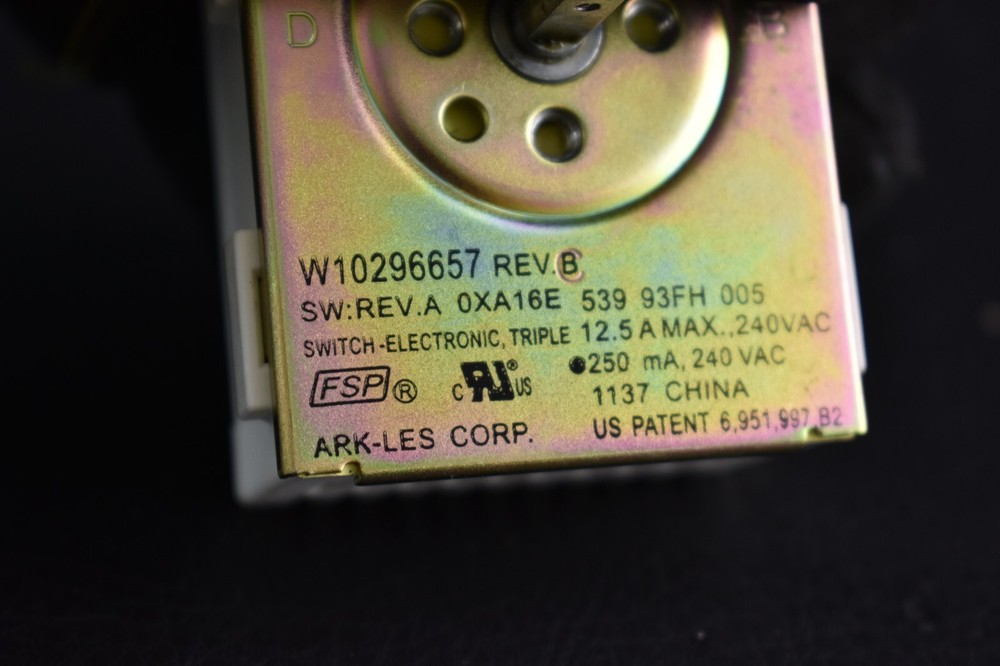 D B
W10296657 REV.B
SW:REV.A 0XA16E 539 93FH 005
SWITCH-ELECTRONIC, TRIPLE 12.5 A MAX., 240VAC
FSP® c RU® US ●250 mA, 240 VAC
1137 CHINA
ARK-LES CORP. US PATENT 6,951,997 B2